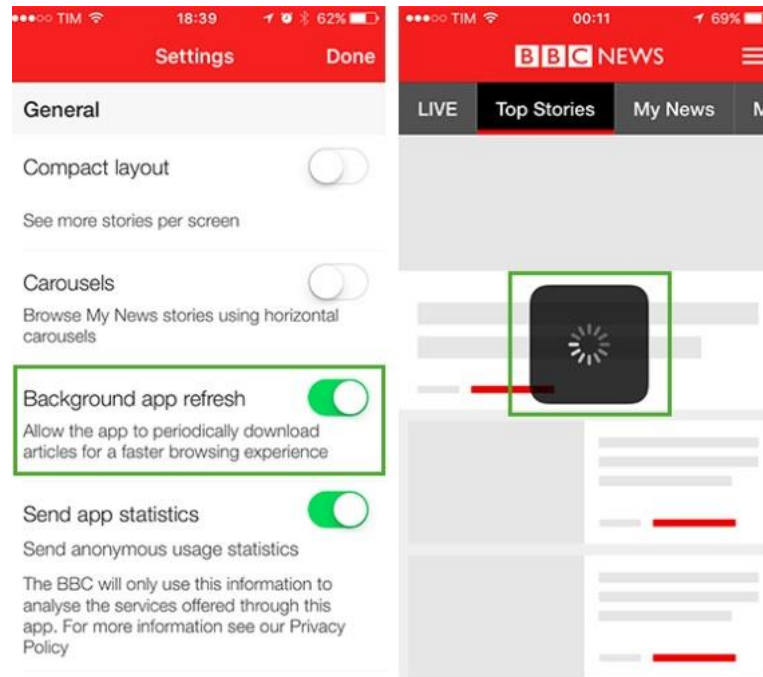 TIM 18:39 62%
Settings Done
General
Compact layout
See more stories per screen
Carousels
Browse My News stories using horizontal
carousels
Background app refresh
Allow the app to periodically download
articles for a faster browsing experience
Send app statistics
Send anonymous usage statistics
The BBC will only use this information to
analyse the services offered through this
app. For more information see our Privacy
Policy
TIM 00:11 69%
BBC NEWS
LIVE Top Stories My News